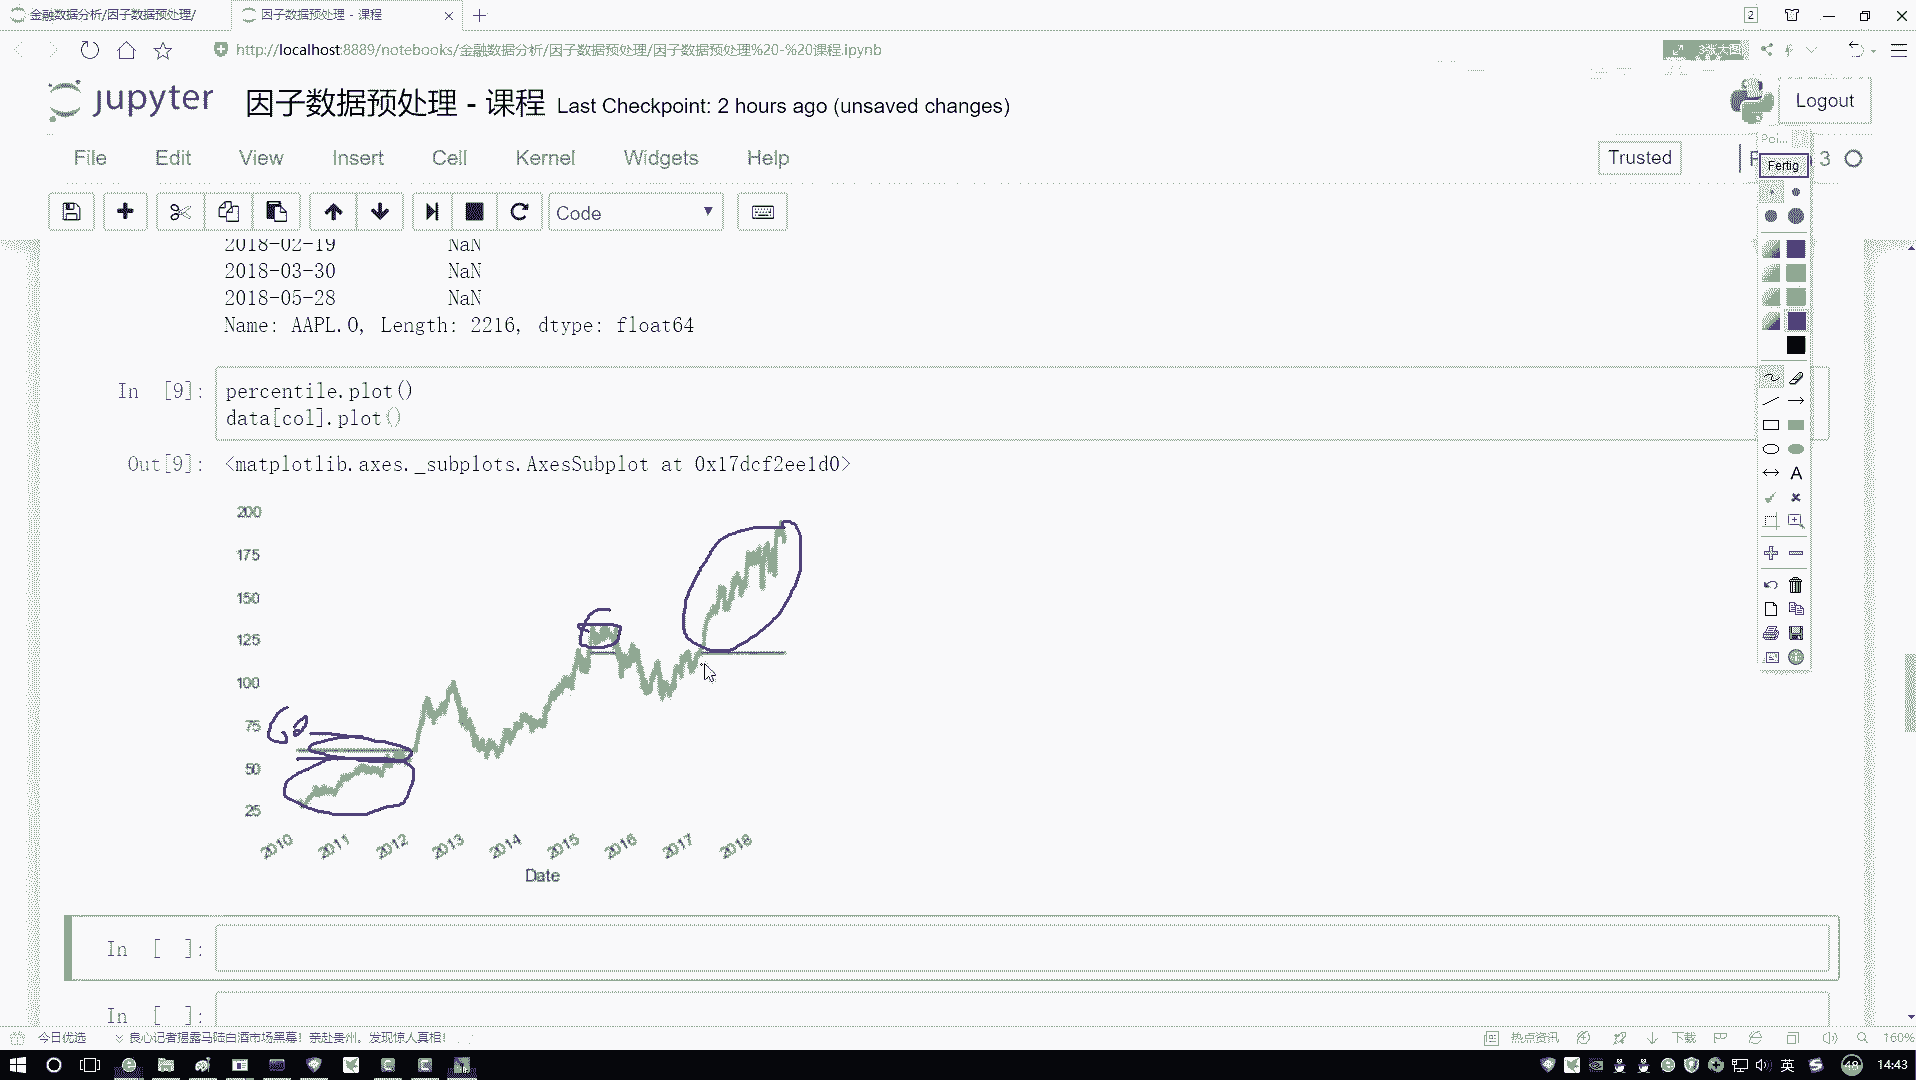 金融数据分析/因子数据预处理/
因子数据预处理 - 课程
2
http://localhost:8889/notebooks/金融数据分析/因子数据预处理/因子数据预处理%20-%20课程.ipynb
3张大图
jupyter 因子数据预处理 - 课程 Last Checkpoint: 2 hours ago (unsaved changes)
Logout
Poi...
File Edit View Insert Cell Kernel Widgets Help
Trusted
3
Fertig
Code
2018-02-19 NaN
2018-03-30 NaN
2018-05-28 NaN
Name: AAPL.O, Length: 2216, dtype: float64
In [9]: percentile.plot()
data[col].plot()
Out[9]: <matplotlib.axes._subplots.AxesSubplot at 0x17dcf2ee1d0>
A
200
175
150
125
100
75
60
50
25
2010 2011 2012 2013 2014 2015 2016 2017 2018
Date
In [ ]:
In [ ]:
今日优选
良心记者揭露马陆白酒市场黑幕！亲赴贵州。发现惊人真相！
热点资讯
下载
160%
英
48
14:43